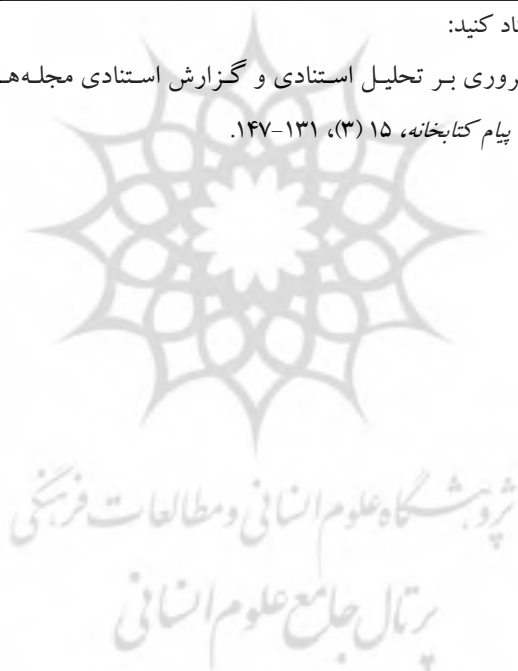 اد کنید:
روری بر تحلیل استنادی و گزارش استنادی مجله‌هـ
پیام کتابخانه، ۱۵ (۳)، ۱۳۱-۱۴۷.
پژوهشگاه علوم انسانی و مطالعات فرهنگی
پرتال جامع علوم انسانی